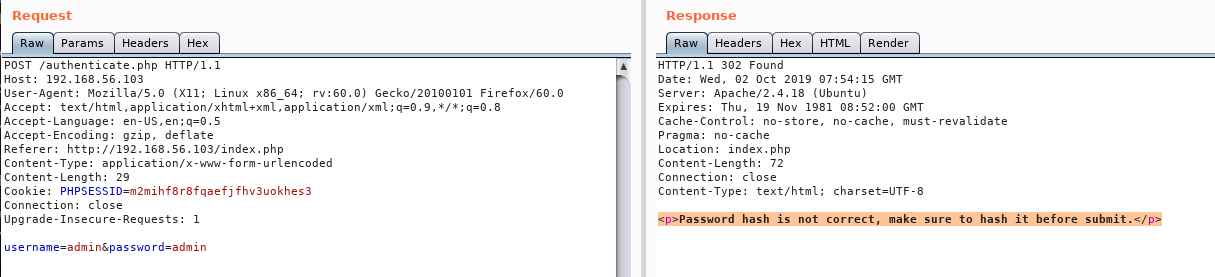 Request
Raw Params Headers Hex
POST /authenticate.php HTTP/1.1
Host: 192.168.56.103
User-Agent: Mozilla/5.0 (X11; Linux x86_64; rv:60.0) Gecko/20100101 Firefox/60.0
Accept: text/html,application/xhtml+xml,application/xml;q=0.9,*/*;q=0.8
Accept-Language: en-US,en;q=0.5
Accept-Encoding: gzip, deflate
Referer: http://192.168.56.103/index.php
Content-Type: application/x-www-form-urlencoded
Content-Length: 29
Cookie: PHPSESSID=m2mihf8r8fqaefjfhv3uokhes3
Connection: close
Upgrade-Insecure-Requests: 1
username=admin&password=admin
Response
Raw Headers Hex HTML Render
HTTP/1.1 302 Found
Date: Wed, 02 Oct 2019 07:54:15 GMT
Server: Apache/2.4.18 (Ubuntu)
Expires: Thu, 19 Nov 1981 08:52:00 GMT
Cache-Control: no-store, no-cache, must-revalidate
Pragma: no-cache
Location: index.php
Content-Length: 72
Connection: close
Content-Type: text/html; charset=UTF-8
<p>Password hash is not correct, make sure to hash it before submit.</p>